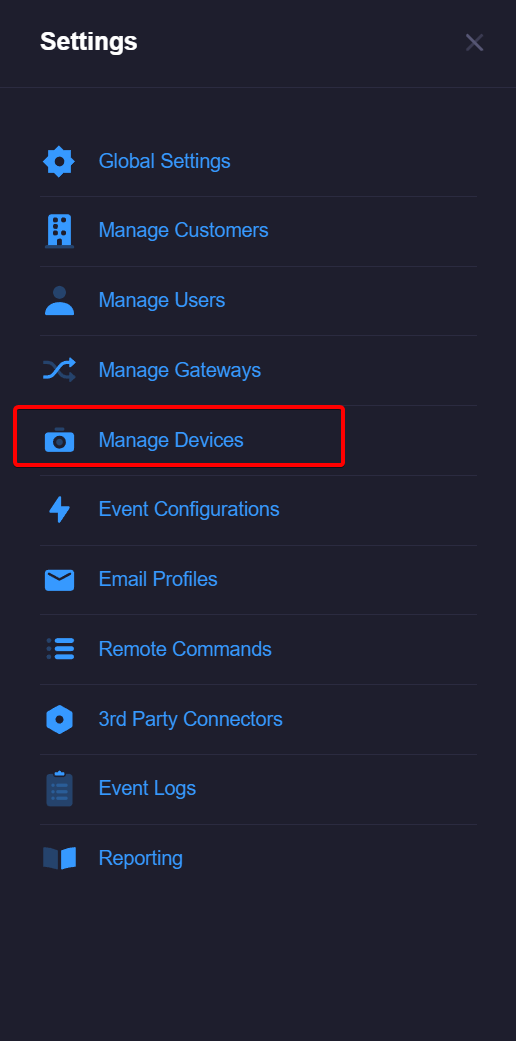 Settings
Global Settings
Manage Customers
Manage Users
Manage Gateways
Manage Devices
Event Configurations
Email Profiles
Remote Commands
3rd Party Connectors
Event Logs
Reporting